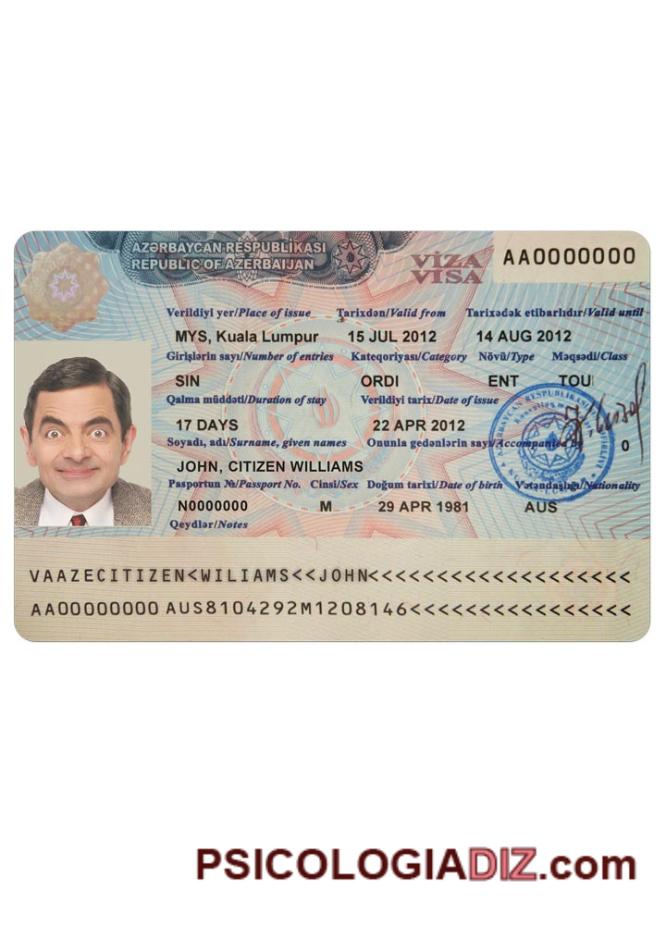 AZƏRBAYCAN RESPUBLİKASI
REPUBLIC OF AZERBAIJAN
VİZA
VISA
AA0000000
Verildiyi yer/Place of issue Tarixdən/Valid from Tarixədək etibarlıdır/Valid until
MYS, Kuala Lumpur 15 JUL 2012 14 AUG 2012
Girişlərin sayı/Number of entries Kateqoriyası/Category Növü/Type Məqsədi/Class
SIN ORDI ENT TOU
Qalma müddəti/Duration of stay Verildiyi tarix/Date of issue
17 DAYS 22 APR 2012
Soyadı, adı/Surname, given names Onunla gedənlərin sayı/Accompanied by
0
JOHN, CITIZEN WILLIAMS
Pasportun №/Passport No. Cinsi/Sex Doğum tarixi/Date of birth Vətəndaşlığı/Nationality
N0000000 M 29 APR 1981 AUS
Qeydlər/Notes
VAAZECITIZEN<WILIAMS<<JOHN<<<<<<<<<<<<<<<<<<<<
AA00000000 AUS8104292M1208146<<<<<<<<<<<<<<<<<
PSICOLOGIADIZ.com